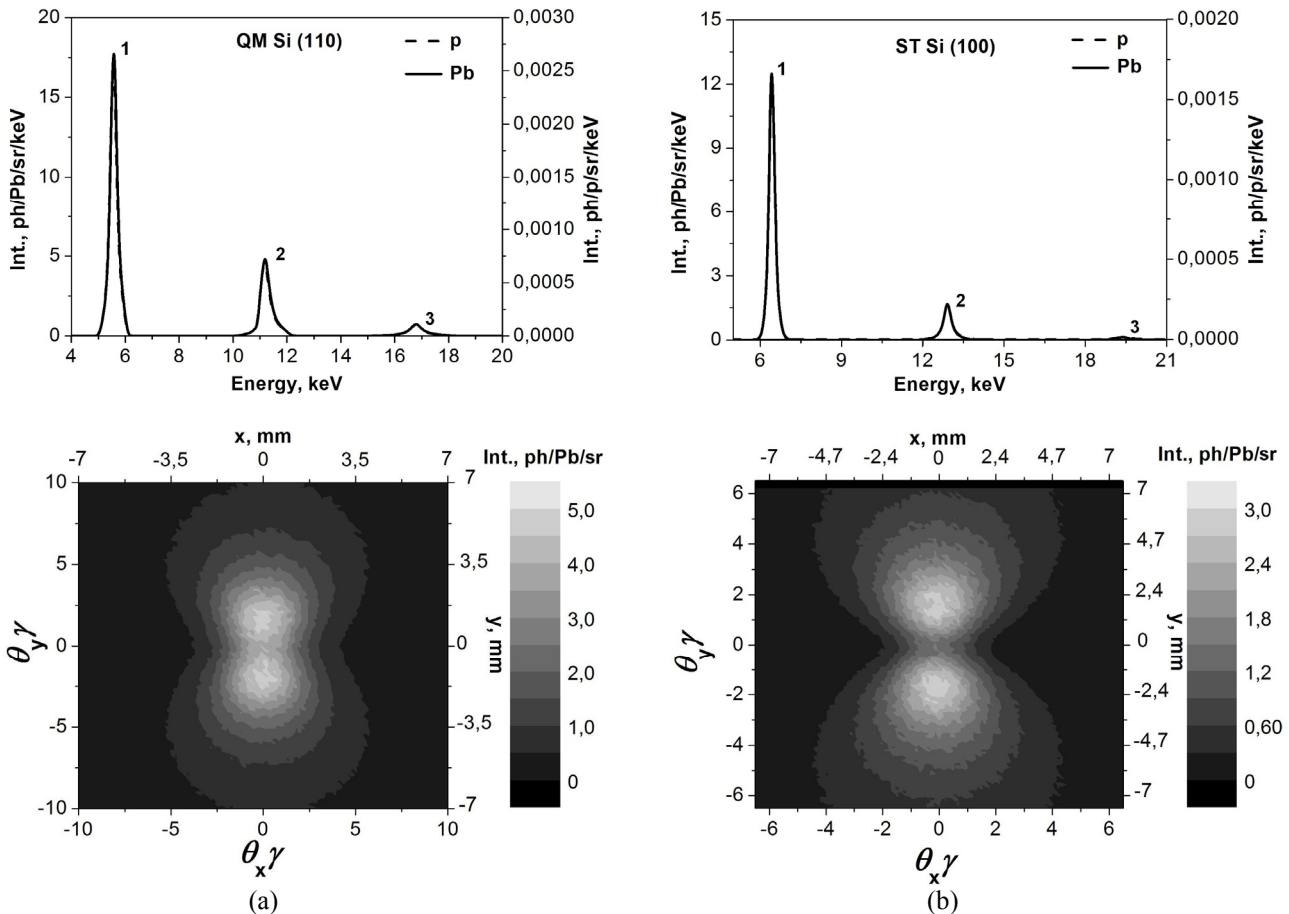 QM Si (110)
p
Pb
1
2
3
20
15
10
5
0
0,0030
0,0025
0,0020
0,0015
0,0010
0,0005
0,0000
4 6 8 10 12 14 16 18 20
Int., ph/Pb/sr/keV
Int., ph/p/sr/keV
Energy, keV
ST Si (100)
p
Pb
1
2
3
15
12
9
6
3
0
0,0020
0,0015
0,0010
0,0005
0,0000
6 9 12 15 18 21
Int., ph/Pb/sr/keV
Int., ph/p/sr/keV
Energy, keV
x, mm
-7 -3,5 0 3,5 7
Int., ph/Pb/sr
10
5
0
-5
-10
7
3,5
0
-3,5
-7
y, mm
5,0
4,0
3,0
2,0
1,0
0
-10 -5 0 5 10
θyγ
θxγ
(a)
x, mm
-7 -4,7 -2,4 0 2,4 4,7 7
Int., ph/Pb/sr
6
4
2
0
-2
-4
-6
7
4,7
2,4
0
-2,4
-4,7
-7
y, mm
3,0
2,4
1,8
1,2
0,60
0
-6 -4 -2 0 2 4 6
θyγ
θxγ
(b)